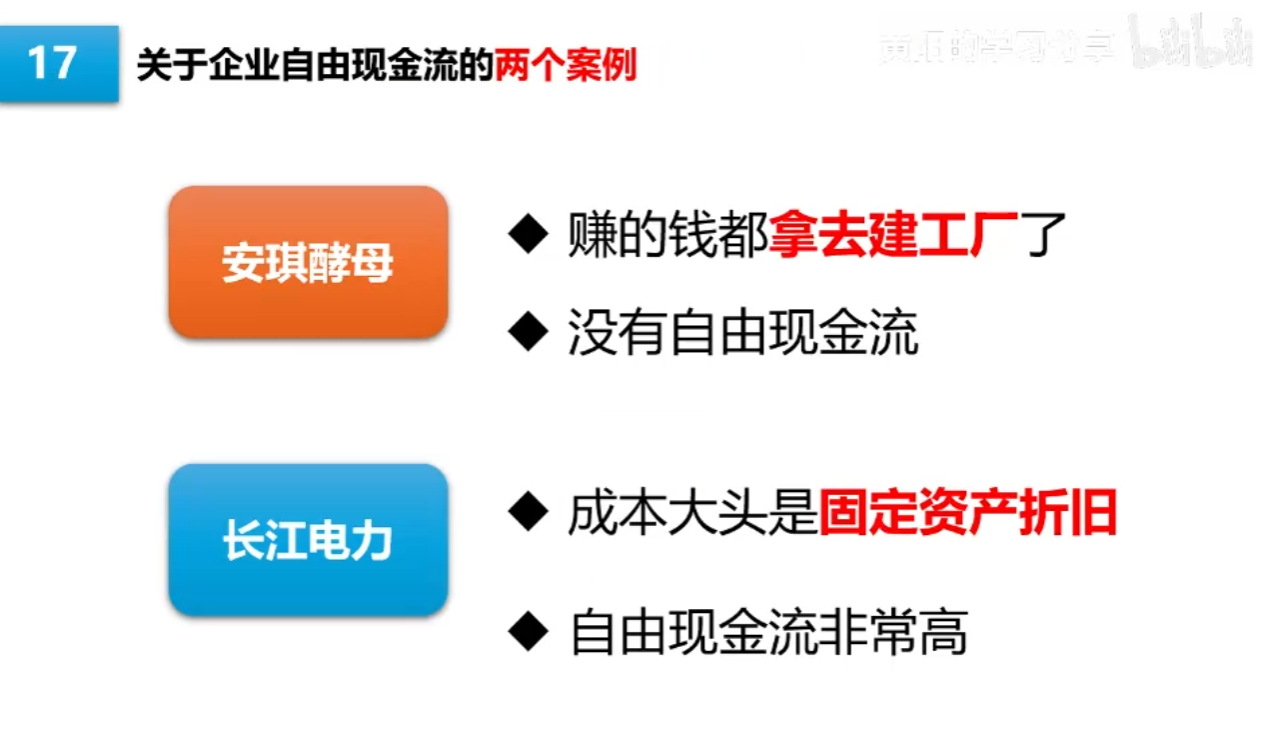 17
关于企业自由现金流的两个案例
bilibili
安琪酵母
赚的钱都拿去建工厂了
没有自由现金流
长江电力
成本大头是固定资产折旧
自由现金流非常高